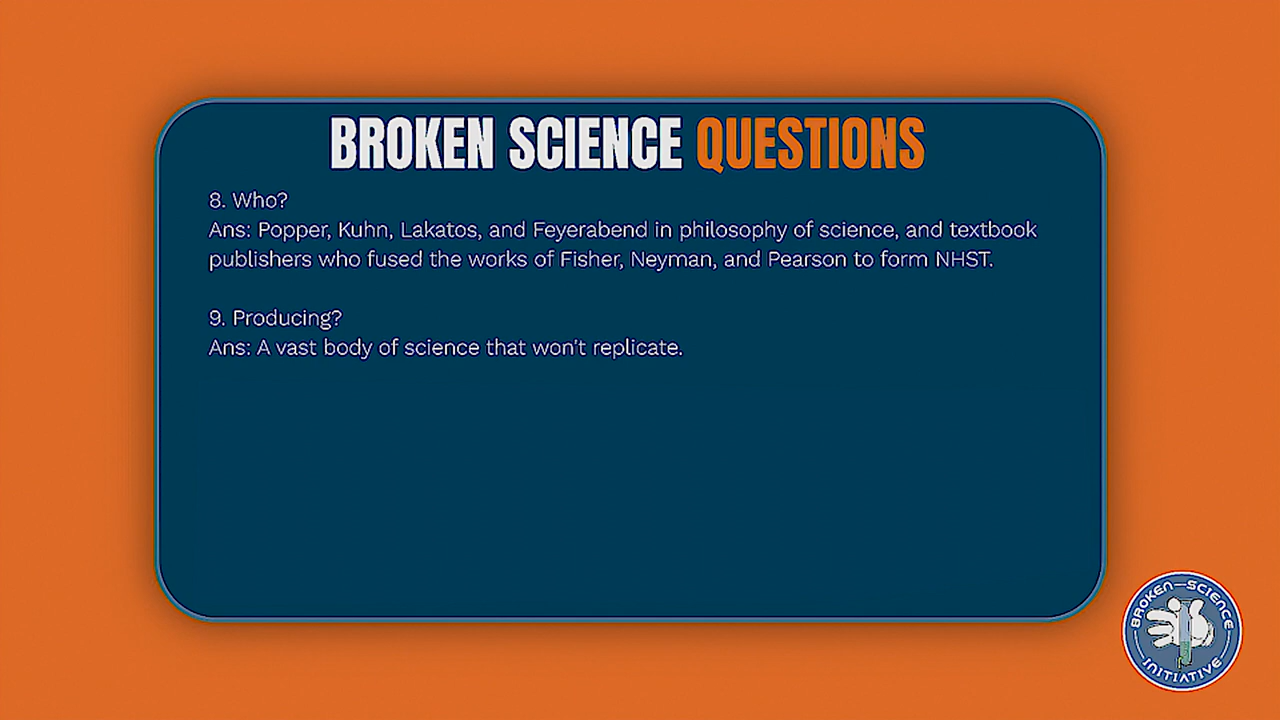 BROKEN SCIENCE QUESTIONS
8. Who?
Ans: Popper, Kuhn, Lakatos, and Feyerabend in philosophy of science, and textbook
publishers who fused the works of Fisher, Neyman, and Pearson to form NHST.
9. Producing?
Ans: A vast body of science that won't replicate.
BROKEN—SCIENCE
INITIATIVE